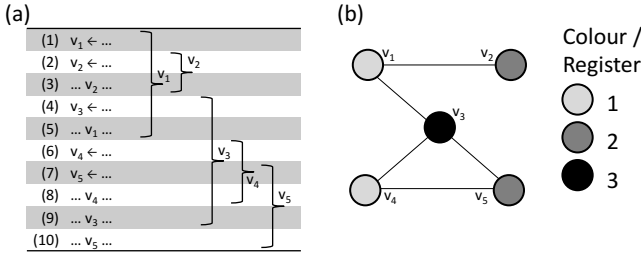 (a)
(1) v1 ← ...
(2) v2 ← ...
(3) ... v2 ...
(4) v3 ← ...
(5) ... v1 ...
(6) v4 ← ...
(7) v5 ← ...
(8) ... v4 ...
(9) ... v3 ...
(10) ... v5 ...
v1
v2
v3
v4
v5
(b)
v1
v2
v3
v4
v5
Colour /
Register
1
2
3